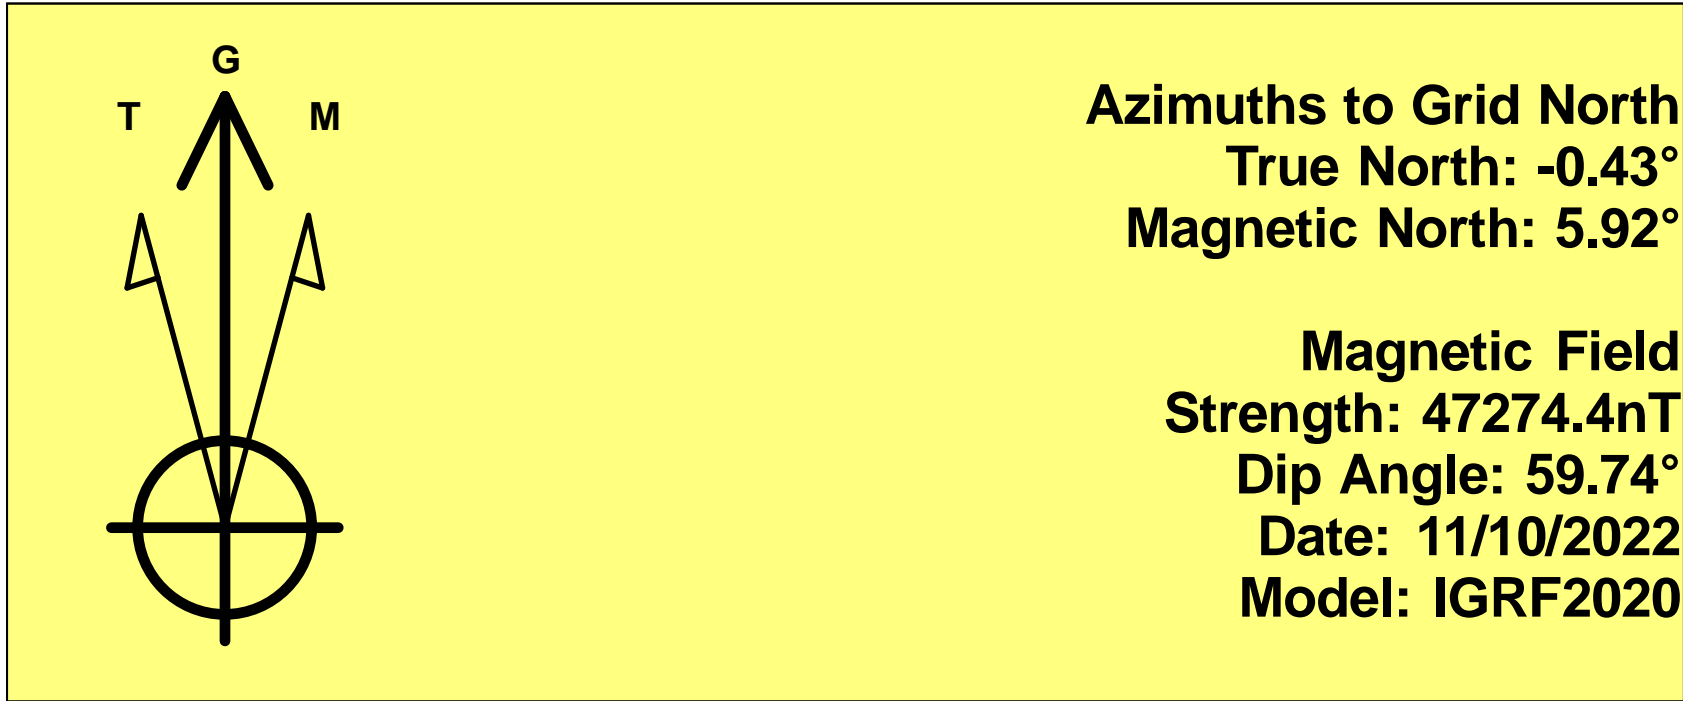 G
T M
Azimuths to Grid North
True North: -0.43°
Magnetic North: 5.92°
Magnetic Field
Strength: 47274.4nT
Dip Angle: 59.74°
Date: 11/10/2022
Model: IGRF2020